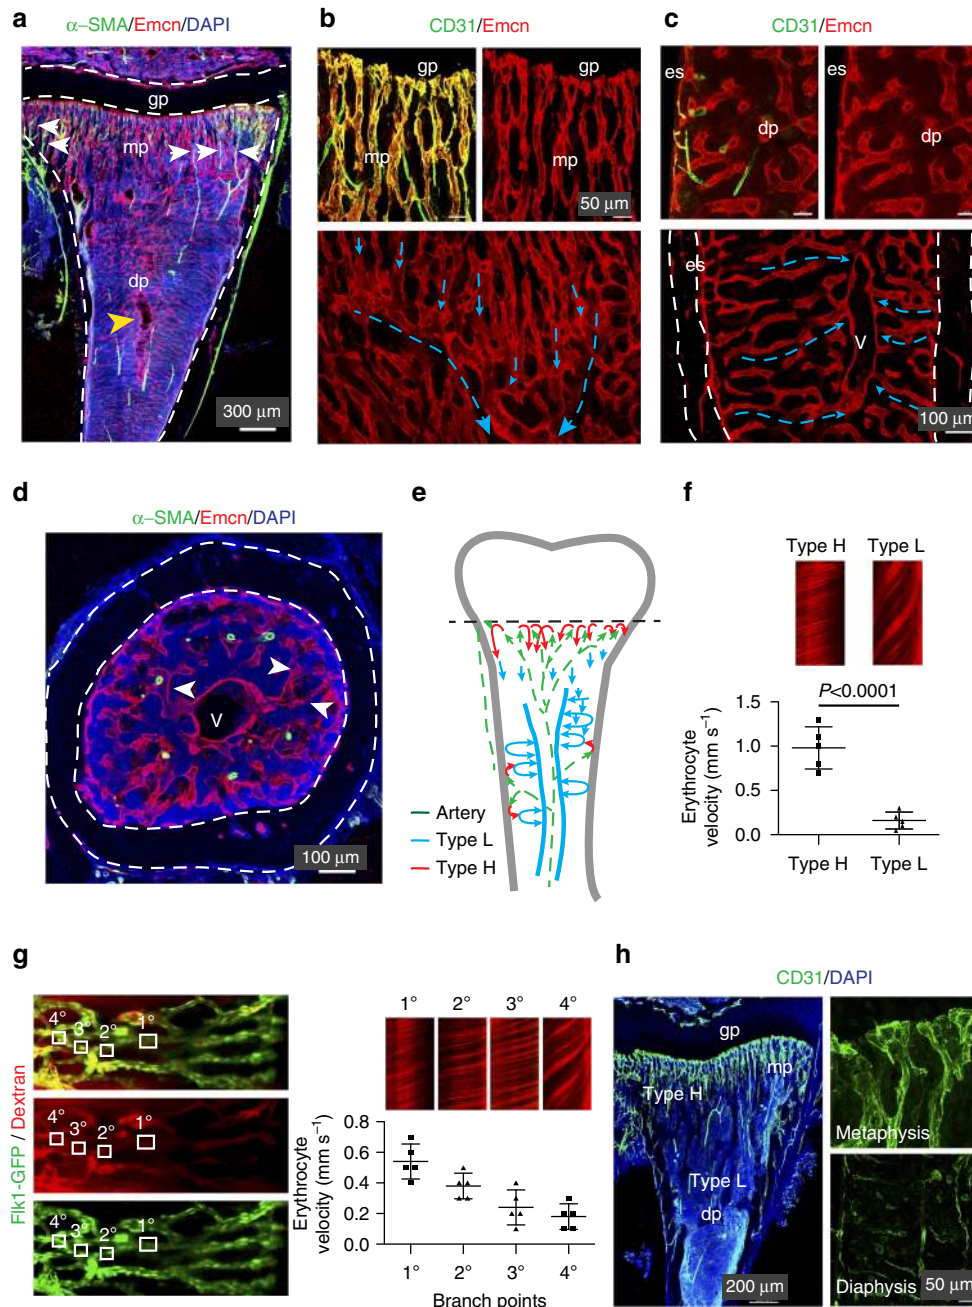 a
α–SMA/Emcn/DAPI
gp
mp
dp
300 μm
b
CD31/Emcn
gp
mp
gp
mp
50 μm
c
CD31/Emcn
es
dp
es
dp
es
V
100 μm
d
α–SMA/Emcn/DAPI
V
100 μm
e
Artery
Type L
Type H
f
Type H
Type L
P<0.0001
1.5
1.0
0.5
0.0
Erythrocyte
velocity (mm s⁻¹)
Type H
Type L
g
Flk1-GFP / Dextran
4°
3°
2°
1°
4°
3°
2°
1°
4°
3°
2°
1°
1°
2°
3°
4°
0.8
0.6
0.4
0.2
0.0
Erythrocyte
velocity (mm s⁻¹)
1°
2°
3°
4°
Branch points
h
CD31/DAPI
gp
mp
Type H
Type L
dp
200 μm
Metaphysis
Diaphysis
50 μm